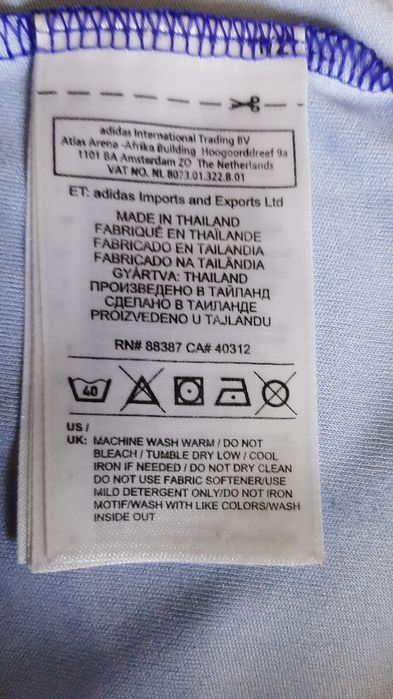 adidas International Trading BV
Atlas Arena -Afrika Building Hoogoorddreef 9a
1101 BA Amsterdam ZO The Netherlands
VAT NO. NL 8073.01.322.B.01
ET: adidas Imports and Exports Ltd
MADE IN THAILAND
FABRIQUÉ EN THAÏLANDE
FABRICADO EN TAILANDIA
FABRICADO NA TAILÂNDIA
GYÁRTVA: THAILAND
ПРОИЗВЕДЕНО В ТАЙЛАНД
СДЕЛАНО В ТАИЛАНДЕ
PROIZVEDENO U TAJLANDU
RN# 88387 CA# 40312
40
US /
UK: MACHINE WASH WARM / DO NOT
BLEACH / TUMBLE DRY LOW / COOL
IRON IF NEEDED / DO NOT DRY CLEAN
DO NOT USE FABRIC SOFTENER/USE
MILD DETERGENT ONLY/DO NOT IRON
MOTIF/WASH WITH LIKE COLORS/WASH
INSIDE OUT